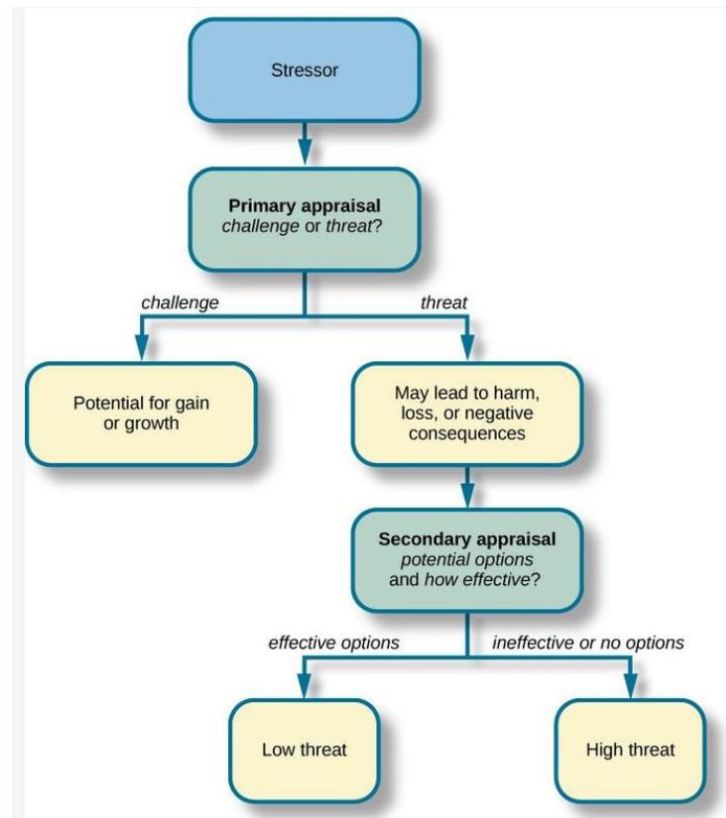 Stressor
Primary appraisal
challenge or threat?
challenge
threat
Potential for gain
or growth
May lead to harm,
loss, or negative
consequences
Secondary appraisal
potential options
and how effective?
effective options
ineffective or no options
Low threat
High threat